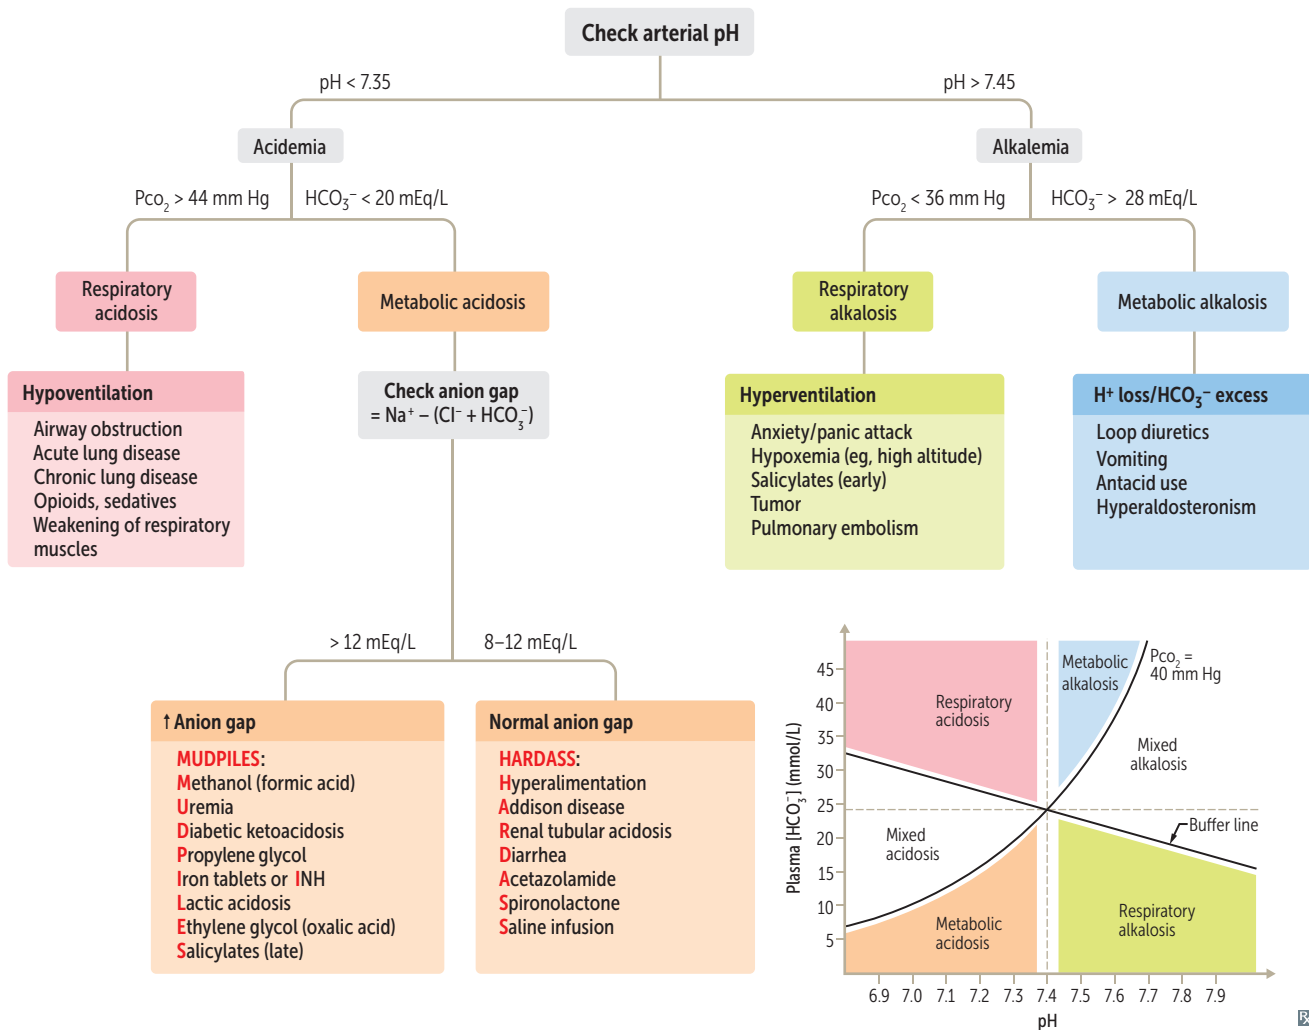 Check arterial pH
pH < 7.35
pH > 7.45
Acidemia
Alkalemia
Pco₂ > 44 mm Hg
HCO₃⁻ < 20 mEq/L
Pco₂ < 36 mm Hg
HCO₃⁻ > 28 mEq/L
Respiratory
acidosis
Metabolic acidosis
Respiratory
alkalosis
Metabolic alkalosis
Hypoventilation
Airway obstruction
Acute lung disease
Chronic lung disease
Opioids, sedatives
Weakening of respiratory
muscles
Check anion gap
= Na⁺ – (Cl⁻ + HCO₃⁻)
Hyperventilation
Anxiety/panic attack
Hypoxemia (eg, high altitude)
Salicylates (early)
Tumor
Pulmonary embolism
H⁺ loss/HCO₃⁻ excess
Loop diuretics
Vomiting
Antacid use
Hyperaldosteronism
> 12 mEq/L
8–12 mEq/L
↑ Anion gap
MUDPILES:
Methanol (formic acid)
Uremia
Diabetic ketoacidosis
Propylene glycol
Iron tablets or INH
Lactic acidosis
Ethylene glycol (oxalic acid)
Salicylates (late)
Normal anion gap
HARDASS:
Hyperalimentation
Addison disease
Renal tubular acidosis
Diarrhea
Acetazolamide
Spironolactone
Saline infusion
Plasma [HCO₃⁻] (mmol/L)
45
40
35
30
25
20
15
10
5
Respiratory
acidosis
Metabolic
alkalosis
Pco₂ =
40 mm Hg
Mixed
alkalosis
Mixed
acidosis
Buffer line
Metabolic
acidosis
Respiratory
alkalosis
6.9 7.0 7.1 7.2 7.3 7.4 7.5 7.6 7.7 7.8 7.9
pH
℞